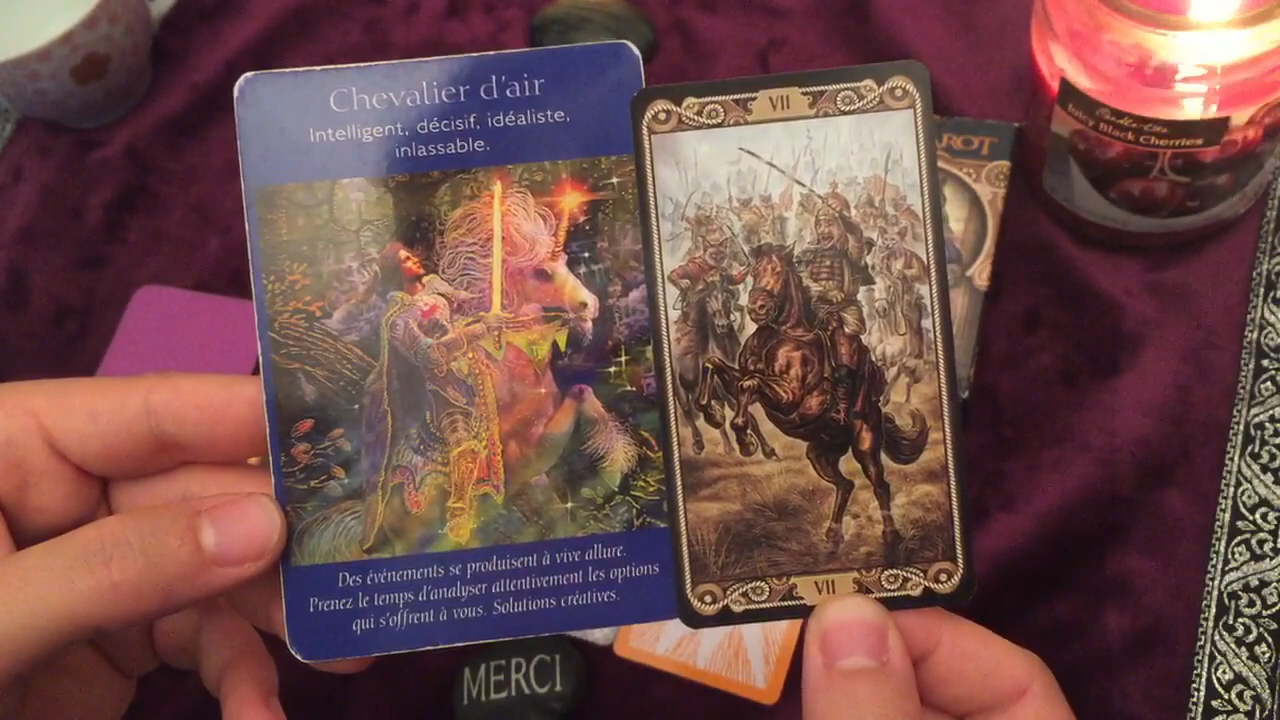 Chevalier d'air
Intelligent, décisif, idéaliste,
inlassable.
Des événements se produisent à vive allure.
Prenez le temps d'analyser attentivement les options
qui s'offrent à vous. Solutions créatives.
VII
VII
ROT
Juicy Black Cherries
MERCI